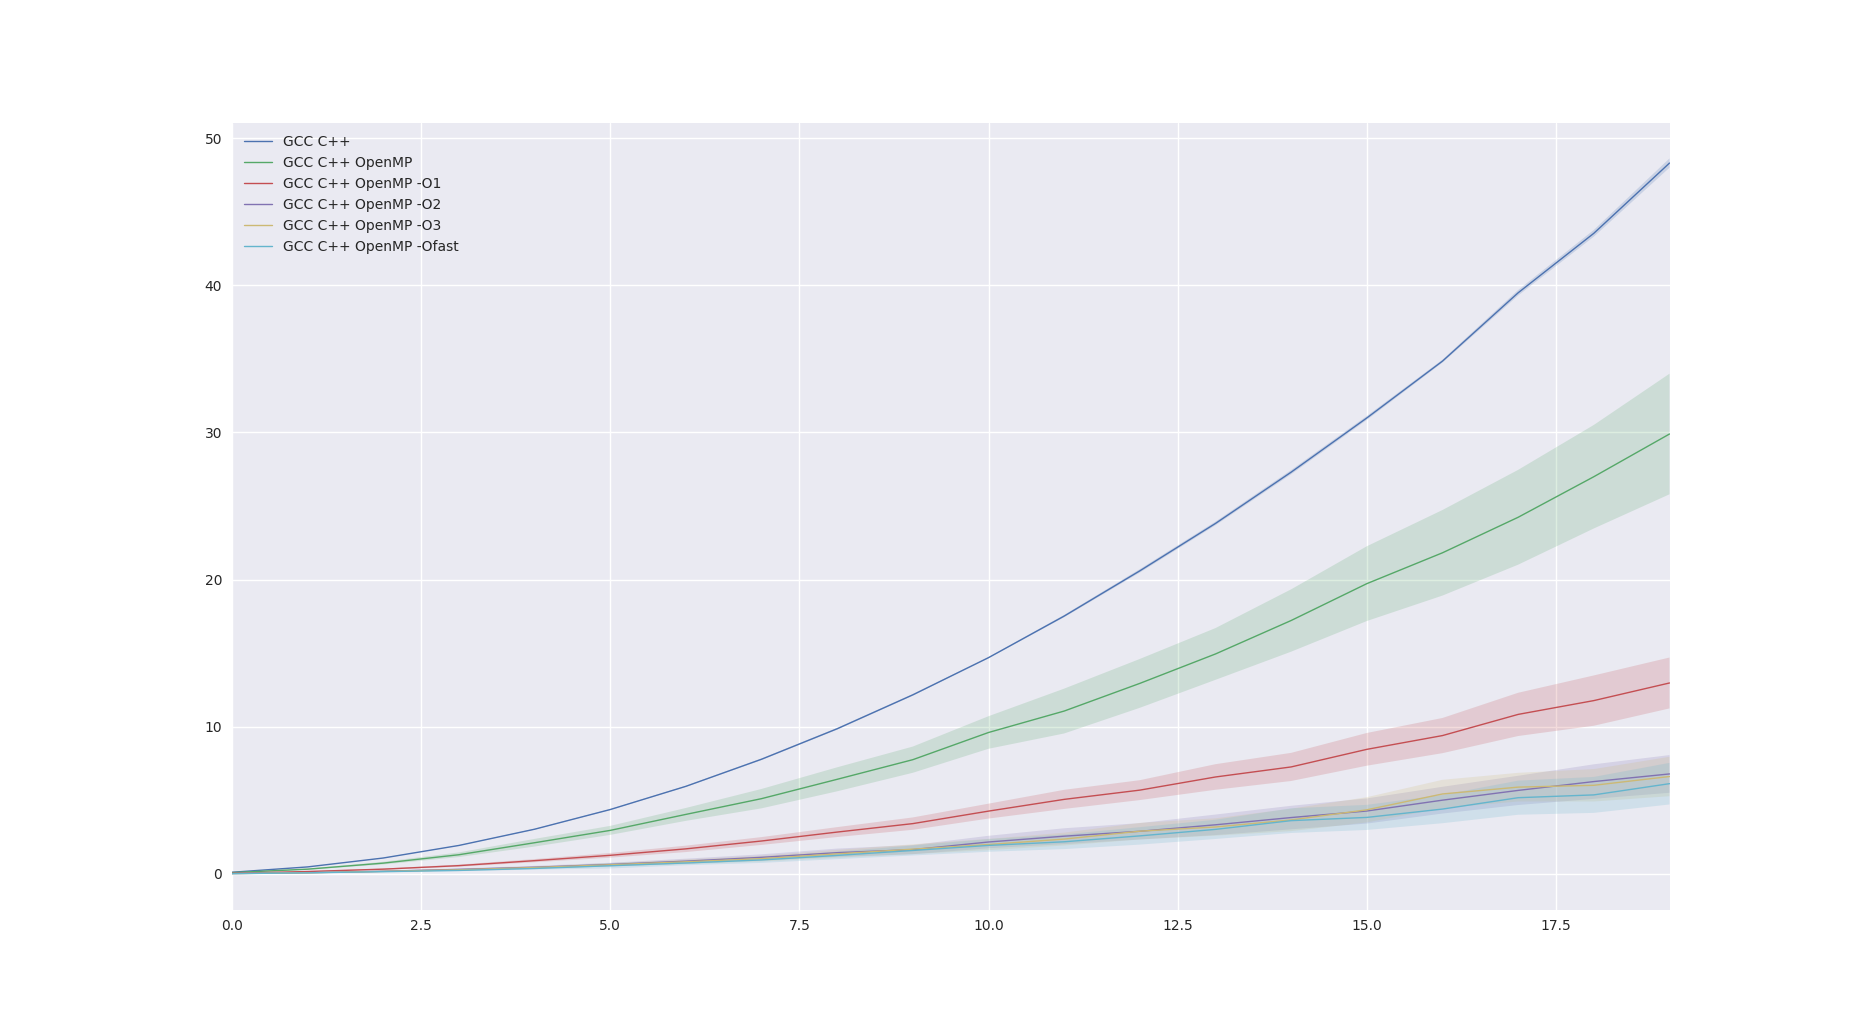 50
40
30
20
10
0
GCC C++
GCC C++ OpenMP
GCC C++ OpenMP -O1
GCC C++ OpenMP -O2
GCC C++ OpenMP -O3
GCC C++ OpenMP -Ofast
0.0 2.5 5.0 7.5 10.0 12.5 15.0 17.5